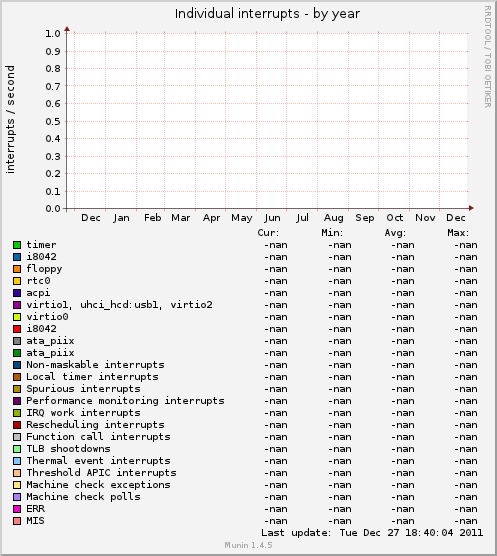 Individual interrupts - by year
RRDTOOL / TOBI OETIKER
interrupts / second
1.0
0.9
0.8
0.7
0.6
0.5
0.4
0.3
0.2
0.1
0.0
Dec Jan Feb Mar Apr May Jun Jul Aug Sep Oct Nov Dec
Cur: Min: Avg: Max:
timer -nan -nan -nan -nan
i8042 -nan -nan -nan -nan
floppy -nan -nan -nan -nan
rtc0 -nan -nan -nan -nan
acpi -nan -nan -nan -nan
virtio1, uhci_hcd:usb1, virtio2 -nan -nan -nan -nan
virtio0 -nan -nan -nan -nan
i8042 -nan -nan -nan -nan
ata_piix -nan -nan -nan -nan
ata_piix -nan -nan -nan -nan
Non-maskable interrupts -nan -nan -nan -nan
Local timer interrupts -nan -nan -nan -nan
Spurious interrupts -nan -nan -nan -nan
Performance monitoring interrupts -nan -nan -nan -nan
IRQ work interrupts -nan -nan -nan -nan
Rescheduling interrupts -nan -nan -nan -nan
Function call interrupts -nan -nan -nan -nan
TLB shootdowns -nan -nan -nan -nan
Thermal event interrupts -nan -nan -nan -nan
Threshold APIC interrupts -nan -nan -nan -nan
Machine check exceptions -nan -nan -nan -nan
Machine check polls -nan -nan -nan -nan
ERR -nan -nan -nan -nan
MIS -nan -nan -nan -nan
Last update: Tue Dec 27 18:40:04 2011
Munin 1.4.5